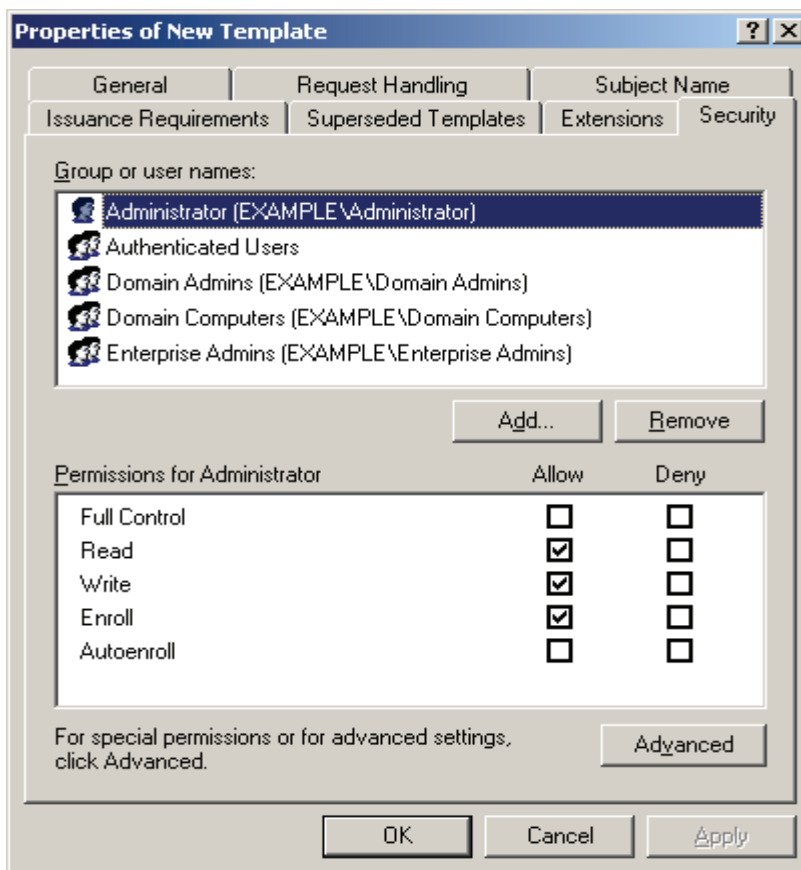 Properties of New Template
General Request Handling Subject Name
Issuance Requirements Superseded Templates Extensions Security
Group or user names:
Administrator (EXAMPLE\Administrator)
Authenticated Users
Domain Admins (EXAMPLE\Domain Admins)
Domain Computers (EXAMPLE\Domain Computers)
Enterprise Admins (EXAMPLE\Enterprise Admins)
Add... Remove
Permissions for Administrator Allow Deny
Full Control
Read
Write
Enroll
Autoenroll
For special permissions or for advanced settings,
click Advanced.
Advanced
OK Cancel Apply